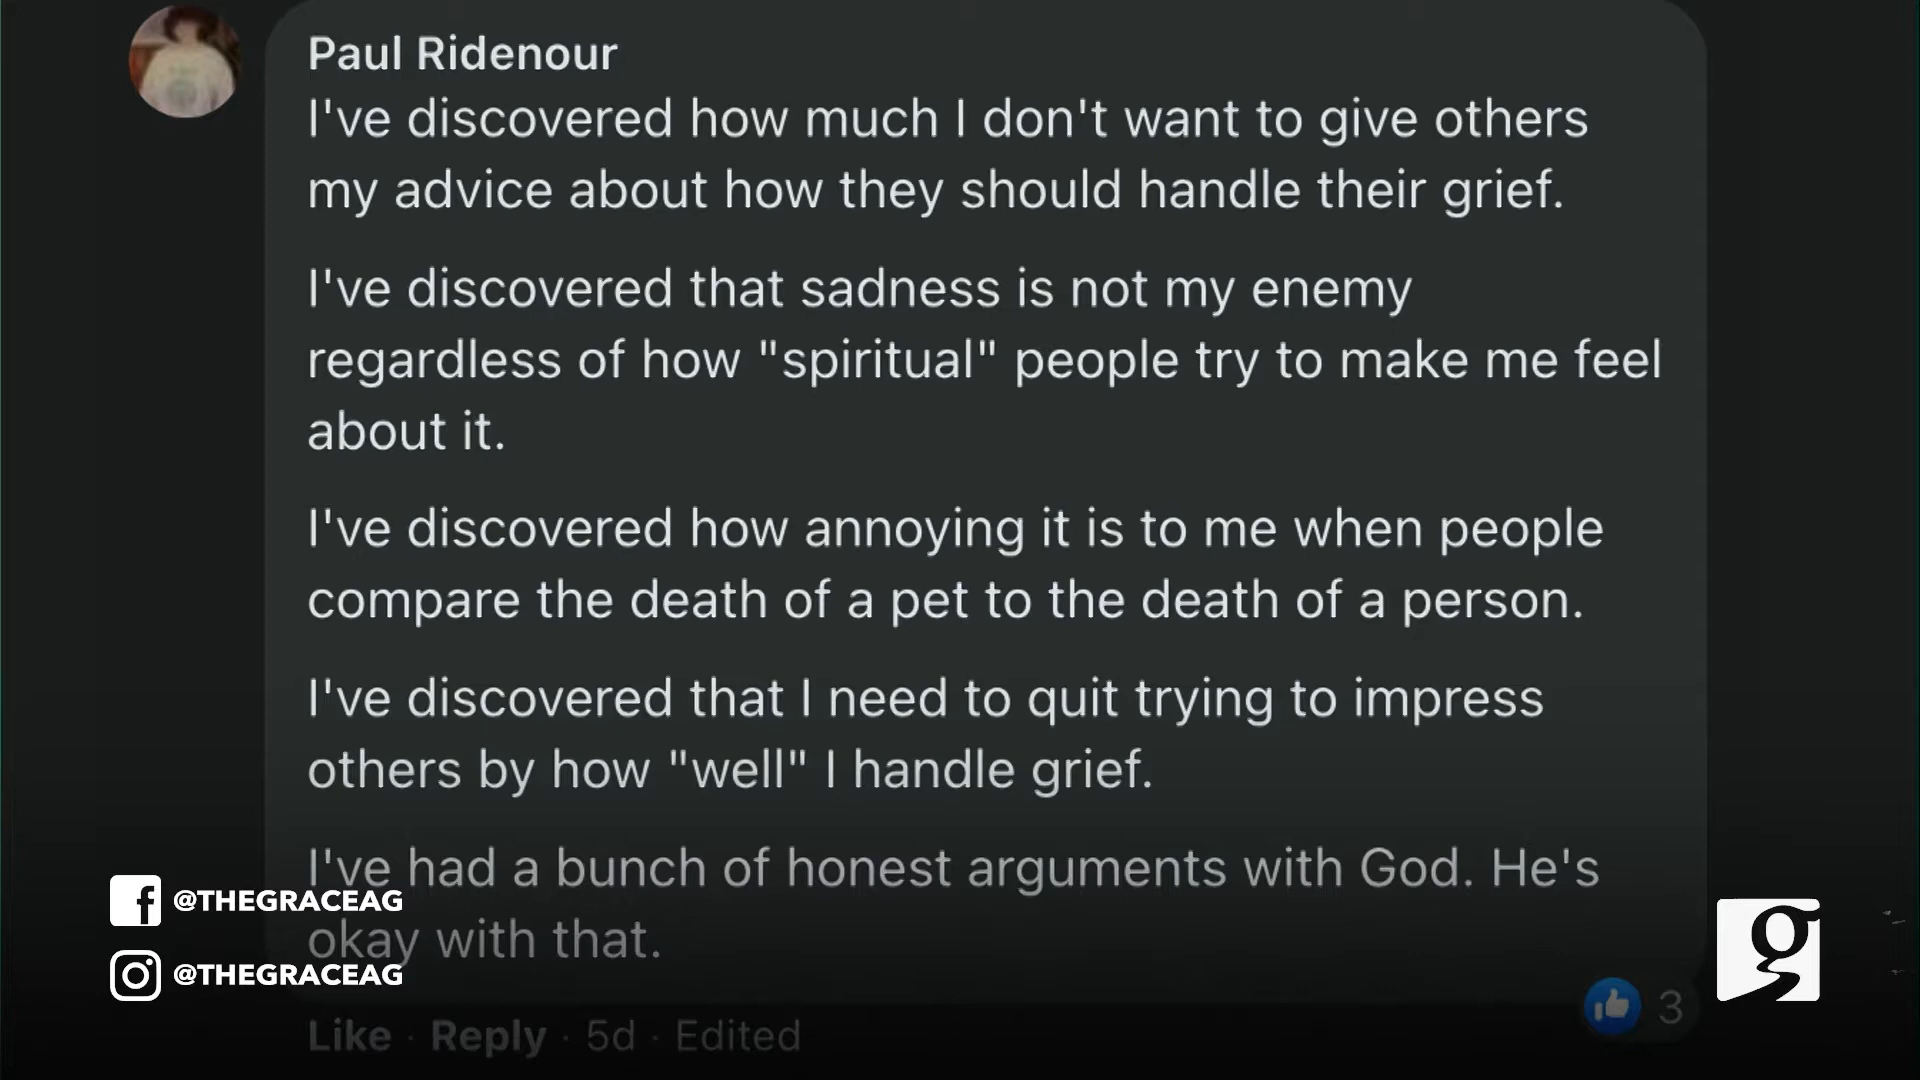 Paul Ridenour
I've discovered how much I don't want to give others
my advice about how they should handle their grief.
I've discovered that sadness is not my enemy
regardless of how "spiritual" people try to make me feel
about it.
I've discovered how annoying it is to me when people
compare the death of a pet to the death of a person.
I've discovered that I need to quit trying to impress
others by how "well" I handle grief.
I've had a bunch of honest arguments with God. He's
okay with that.
@THEGRACEAG
@THEGRACEAG
g
3
Like · Reply · 5d · Edited